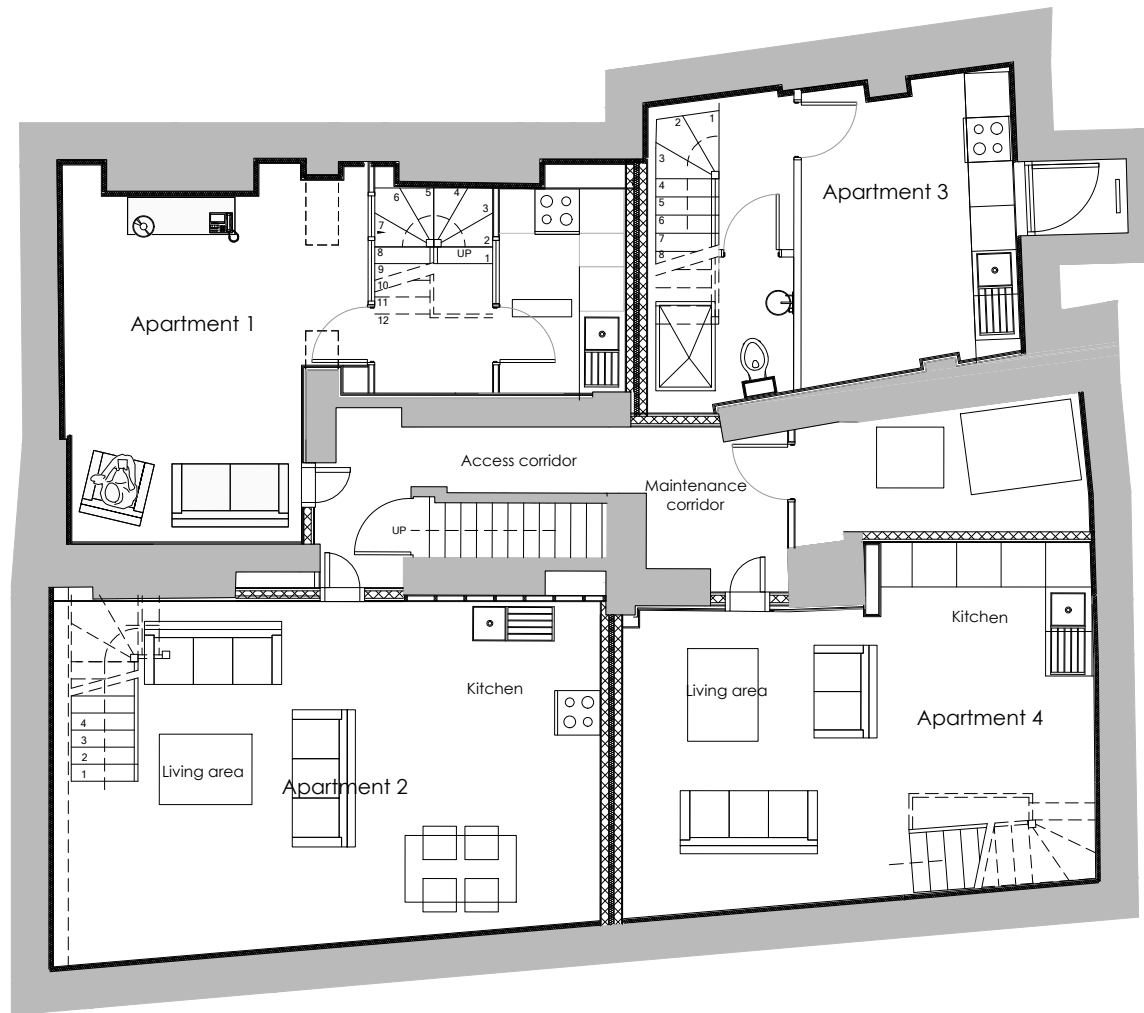 2
1
3
4
5
6
7
8
Apartment 3
5
4
6
3
7
2
8
UP
1
9
10
11
12
Apartment 1
Access corridor
Maintenance
corridor
UP
Kitchen
Kitchen
Living area
Apartment 4
4
3
2
1
Living area
Apartment 2